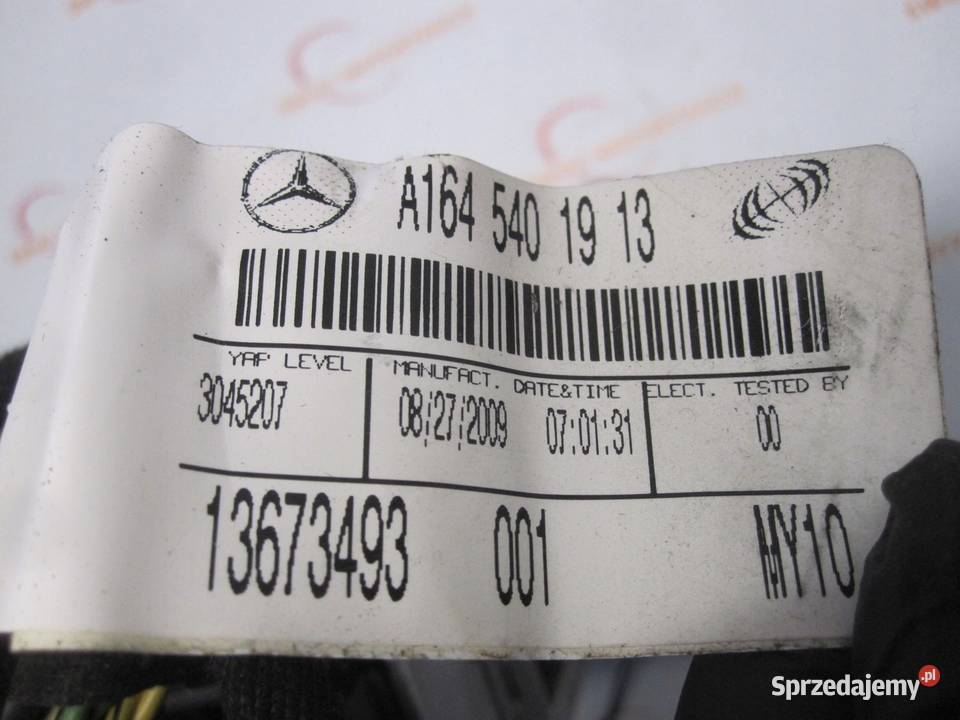 A164 540 19 13
YAP LEVEL
MANUFACT. DATE&TIME
ELECT. TESTED BY
3045207
08/27/2009 07:01:31
00
13673493 001 MY10
Sprzedajemy.pl